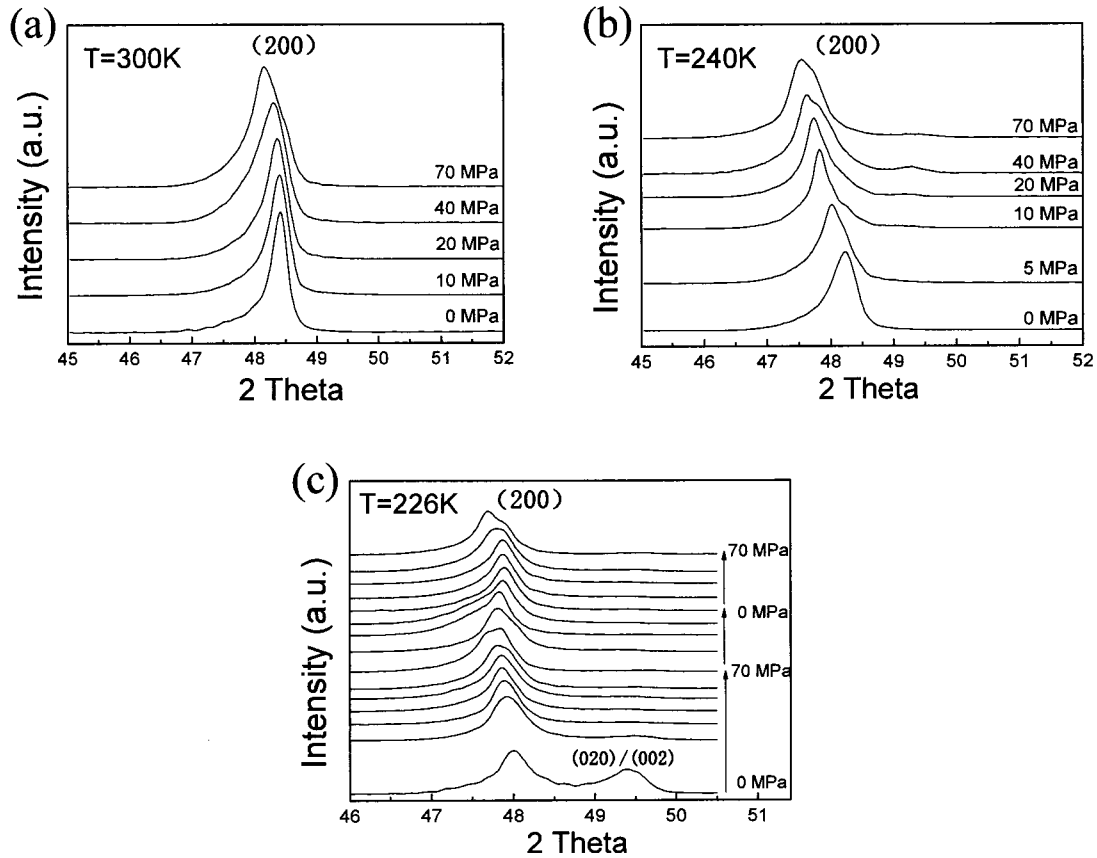 (a)
T=300K
(200)
70 MPa
40 MPa
20 MPa
10 MPa
0 MPa
45 46 47 48 49 50 51 52
2 Theta
Intensity (a.u.)
(b)
T=240K
(200)
70 MPa
40 MPa
20 MPa
10 MPa
5 MPa
0 MPa
45 46 47 48 49 50 51 52
2 Theta
Intensity (a.u.)
(c)
T=226K
(200)
70 MPa
0 MPa
70 MPa
(020)/(002)
0 MPa
46 47 48 49 50 51
2 Theta
Intensity (a.u.)